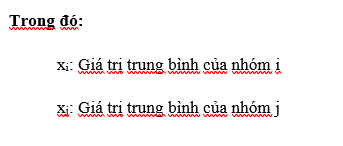 Trong đó:
xᵢ: Giá trị trung bình của nhóm i
xⱼ: Giá trị trung bình của nhóm j